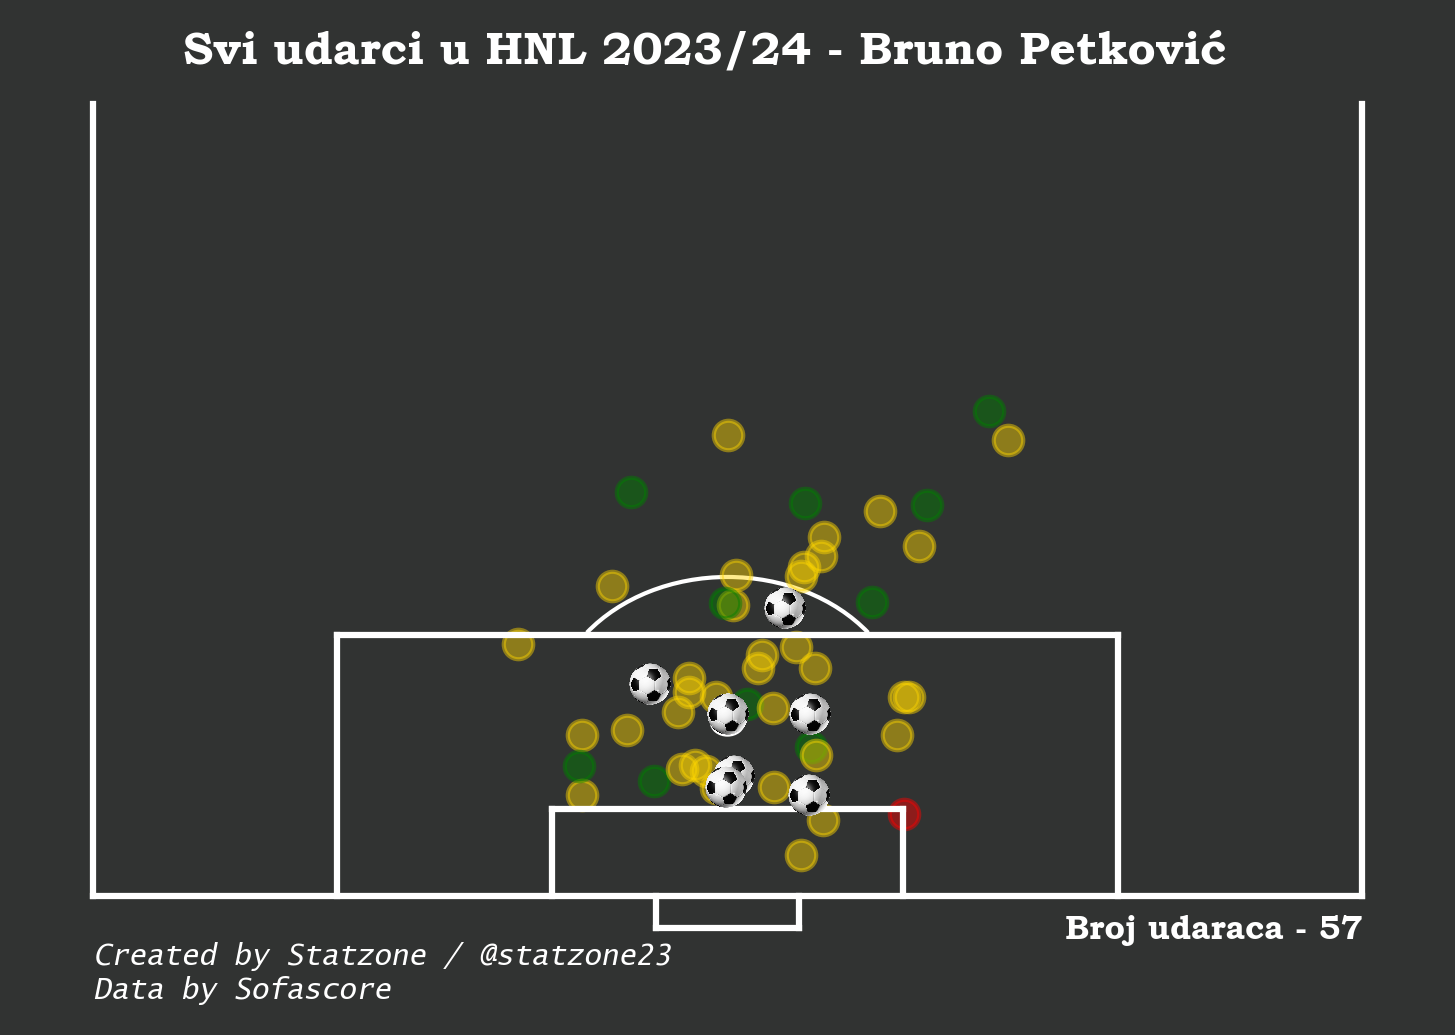 Svi udarci u HNL 2023/24 - Bruno Petković
Broj udaraca - 57
Created by Statzone / @statzone23
Data by Sofascore